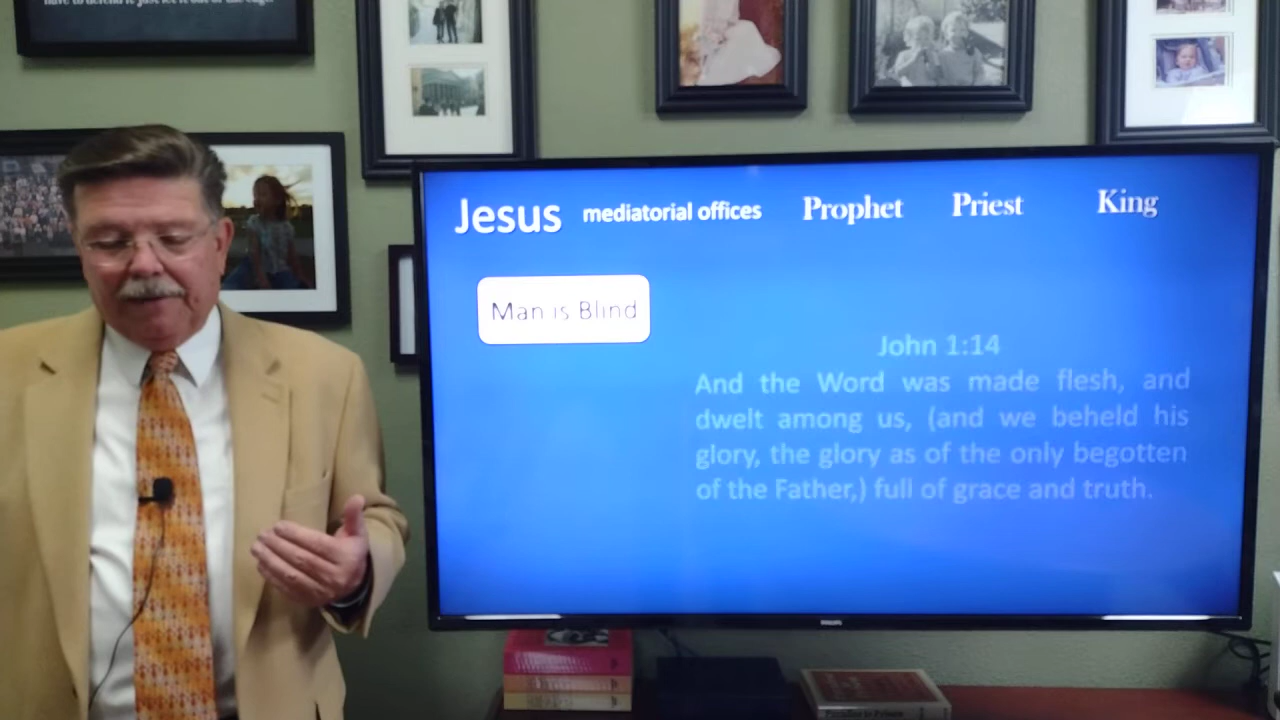 Jesus mediatorial offices Prophet Priest King
Man is Blind
John 1:14
And the Word was made flesh, and
dwelt among us, (and we beheld his
glory, the glory as of the only begotten
of the Father,) full of grace and truth.
PHILIPS